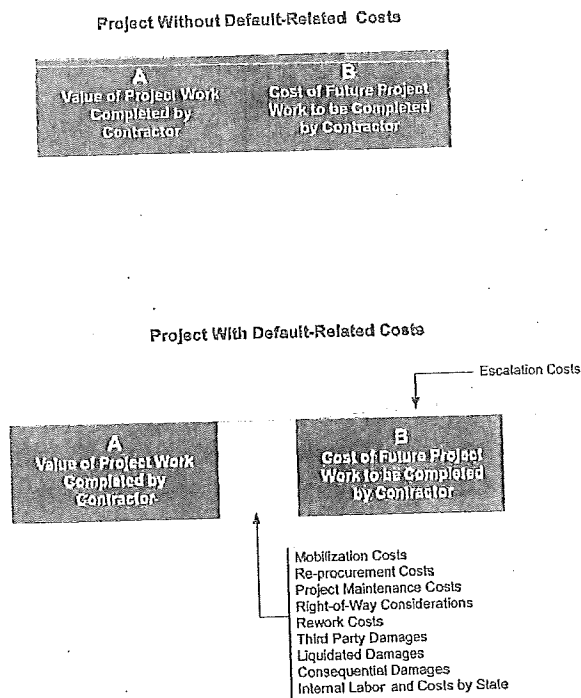 Project Without Default-Related Costs
A
Value of Project Work
Completed by
Contractor
B
Cost of Future Project
Work to be Completed
by Contractor
Project With Default-Related Costs
Escalation Costs
A
Value of Project Work
Completed by
Contractor
B
Cost of Future Project
Work to be Completed
by Contractor
Mobilization Costs
Re-procurement Costs
Project Maintenance Costs
Right-of-Way Considerations
Rework Costs
Third Party Damages
Liquidated Damages
Consequential Damages
Internal Labor and Costs by State